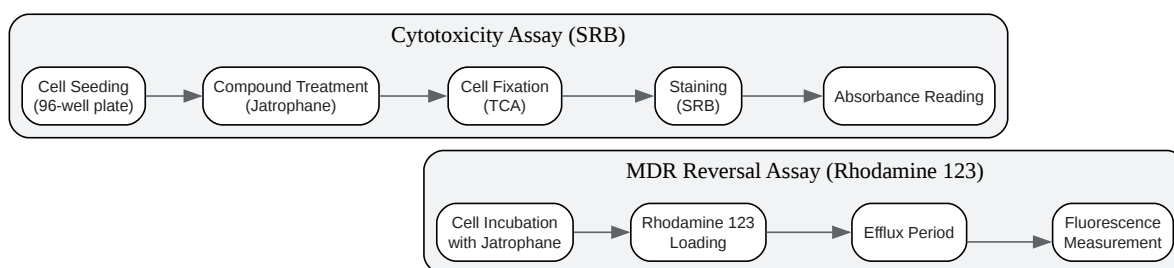 Cytotoxicity Assay (SRB)
Cell Seeding
(96-well plate)
Compound Treatment
(Jatrophane)
Cell Fixation
(TCA)
Staining
(SRB)
Absorbance Reading
MDR Reversal Assay (Rhodamine 123)
Cell Incubation
with Jatrophane
Rhodamine 123
Loading
Efflux Period
Fluorescence
Measurement